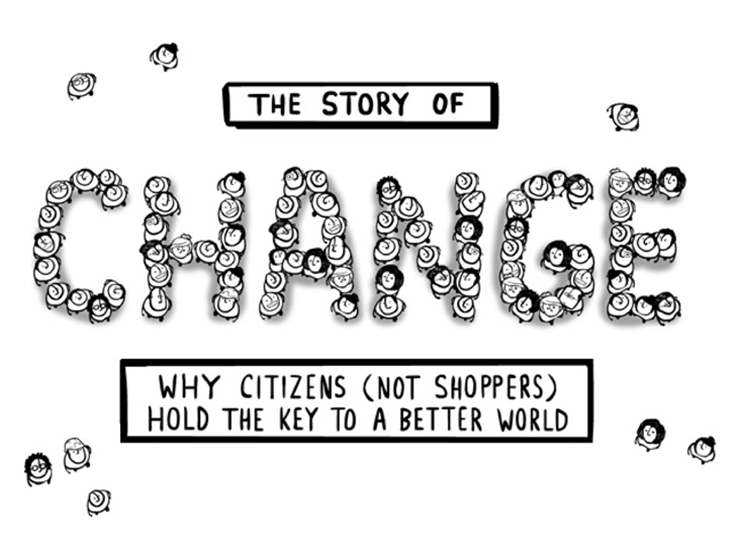 THE STORY OF
CHANGE
WHY CITIZENS (NOT SHOPPERS)
HOLD THE KEY TO A BETTER WORLD